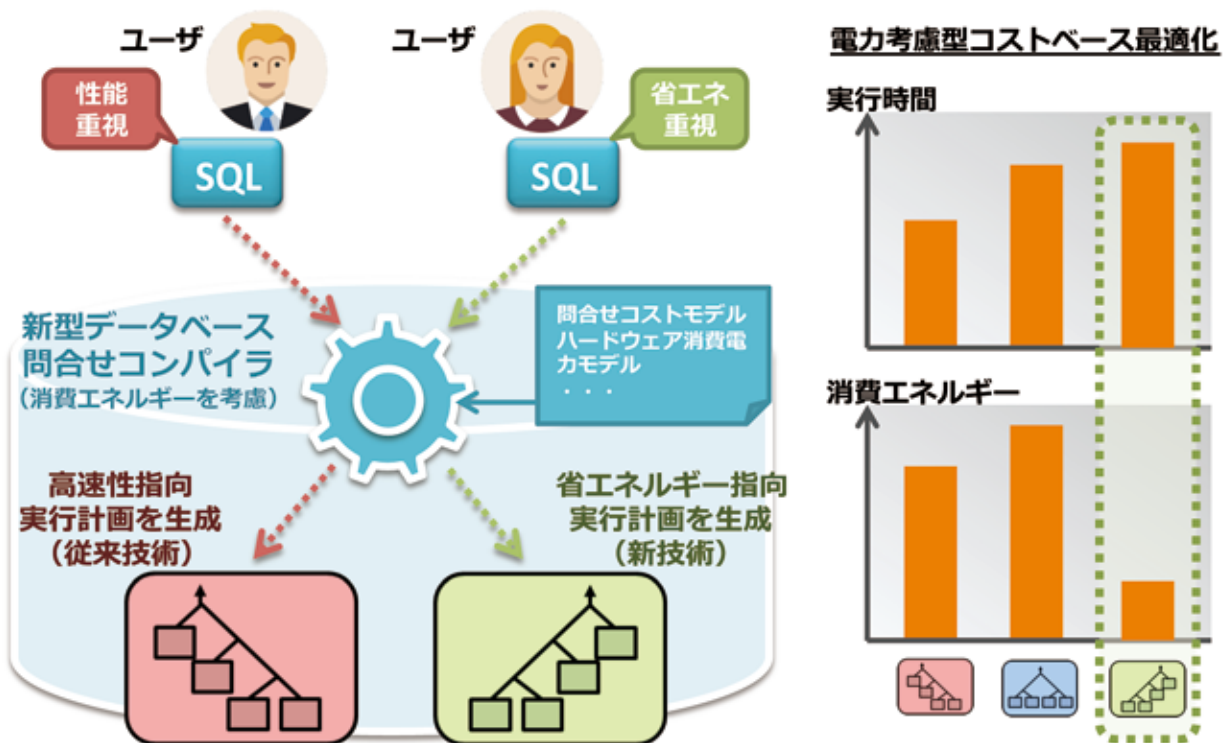 ユーザ
ユーザ
性能
重視
省エネ
重視
SQL
SQL
新型データベース
問合せコンパイラ
(消費エネルギーを考慮)
問合せコストモデル
ハードウェア消費電
力モデル
・・・
高速性指向
実行計画を生成
(従来技術)
省エネルギー指向
実行計画を生成
(新技術)
電力考慮型コストベース最適化
実行時間
消費エネルギー